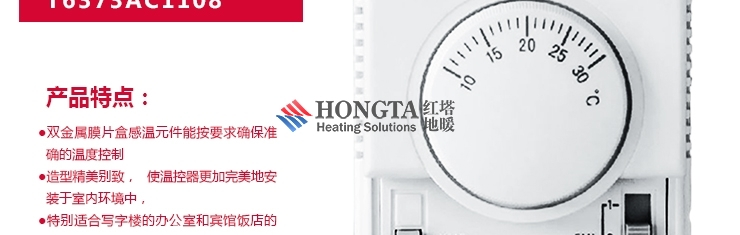 T6373AC1108
产品特点：
●双金属膜片盒感温元件能按要求确保准
确的温度控制
●造型精美别致， 使温控器更加完美地安
装于室内环境中，
●特别适合写字楼的办公室和宾馆饭店的
HONGTA 红塔
Heating Solutions 地暖
10 15 20 25 30 °C
1-